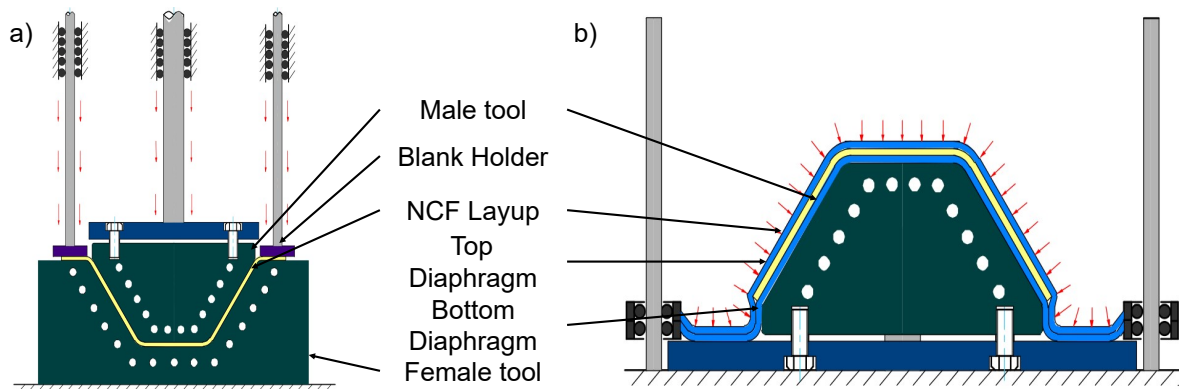 a)
b)
Male tool
Blank Holder
NCF Layup
Top
Diaphragm
Bottom
Diaphragm
Female tool